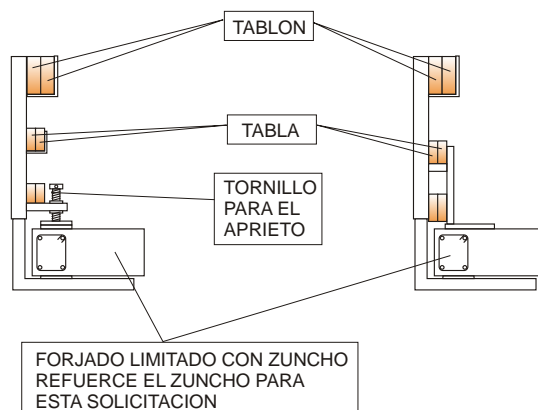 TABLON
TABLA
TORNILLO
PARA EL
APRIETO
FORJADO LIMITADO CON ZUNCHO
REFUERCE EL ZUNCHO PARA
ESTA SOLICITACION